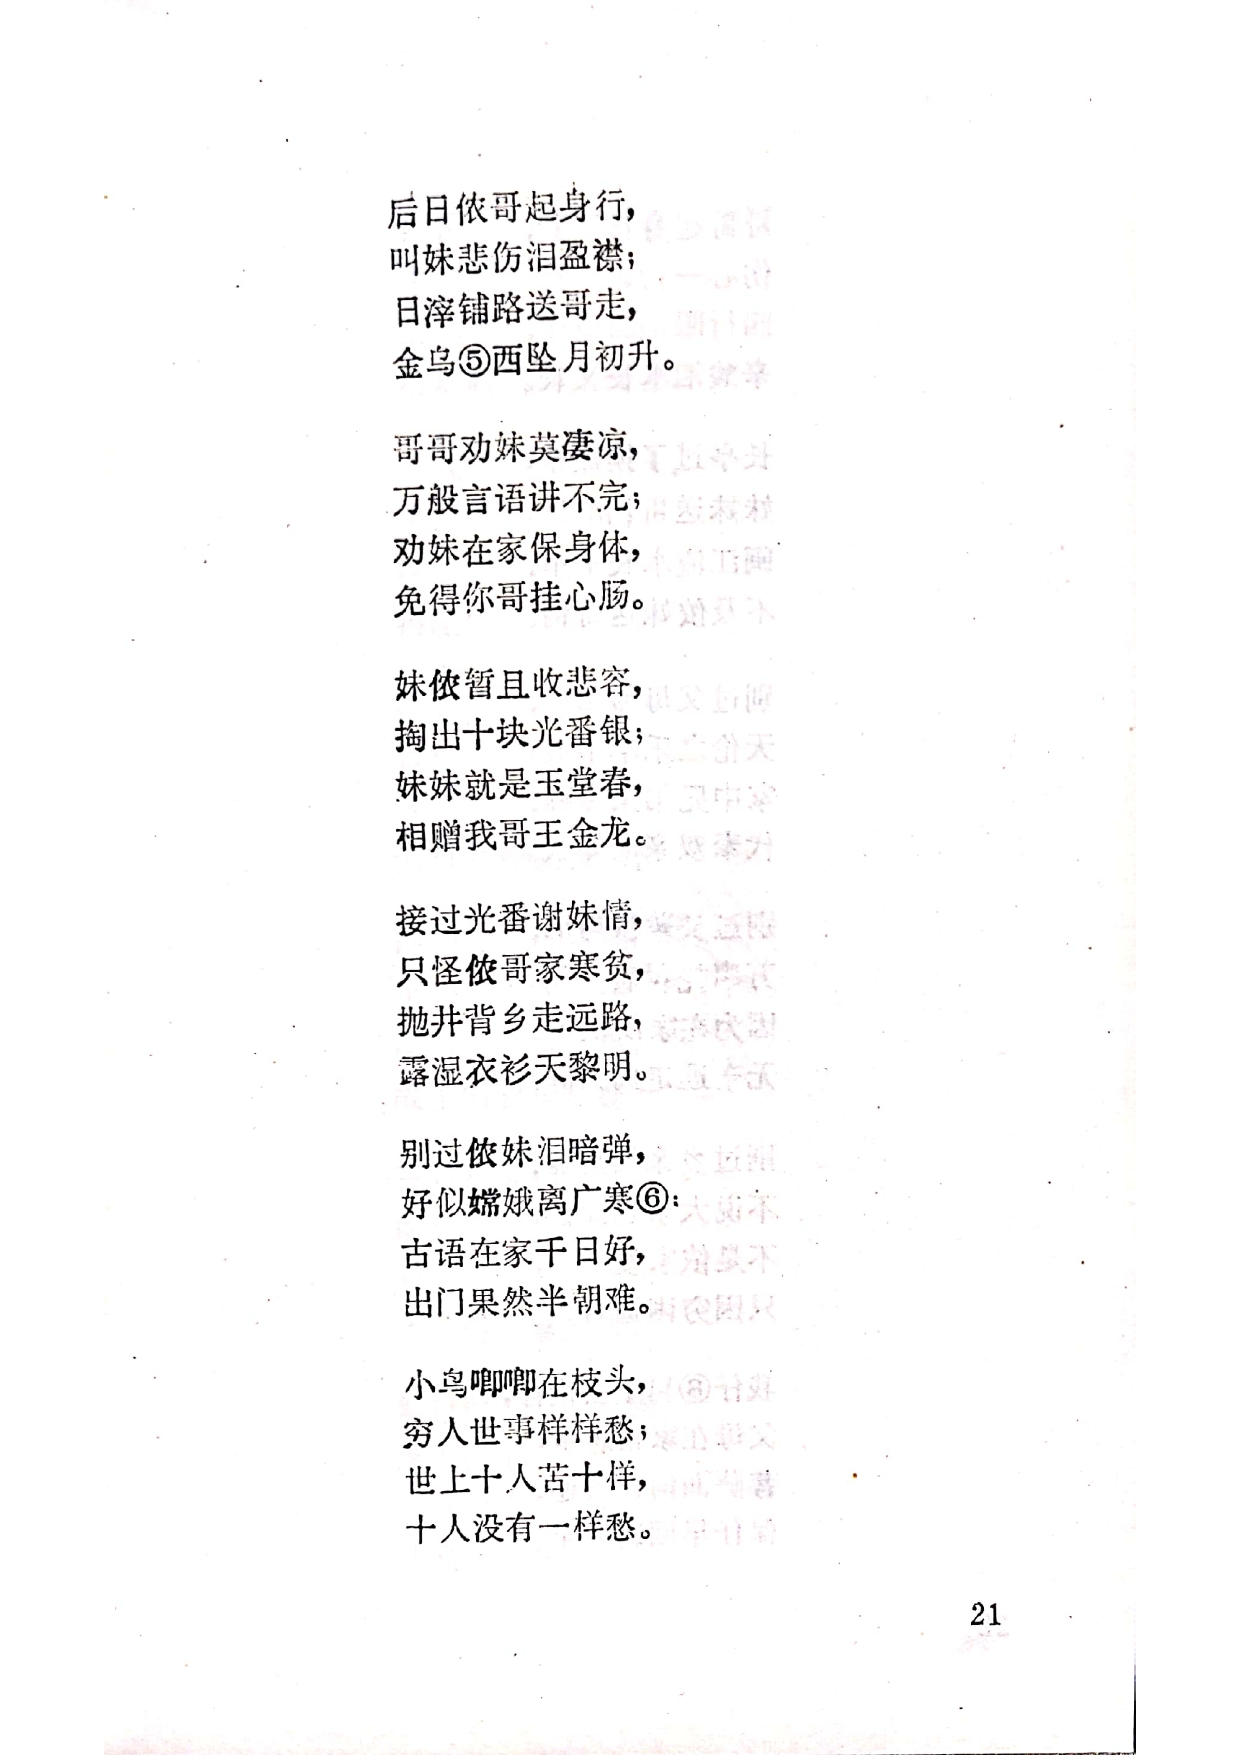 后日侬哥起身行，
叫妹悲伤泪盈襟；
日滓铺路送哥走，
金乌⑤西坠月初升。
哥哥劝妹莫凄凉，
万般言语讲不完；
劝妹在家保身体，
免得你哥挂心肠。
妹侬暂且收悲容，
掏出十块光番银；
妹妹就是玉堂春，
相赠我哥王金龙。
接过光番谢妹情，
只怪侬哥家寒贫，
抛井背乡走远路，
露湿衣衫天黎明。
别过侬妹泪暗弹，
好似嫦娥离广寒⑥：
古语在家千日好，
出门果然半朝难。
小鸟唧唧在枝头，
穷人世事样样愁；
世上十人苦十样，
十人没有一样愁。
21